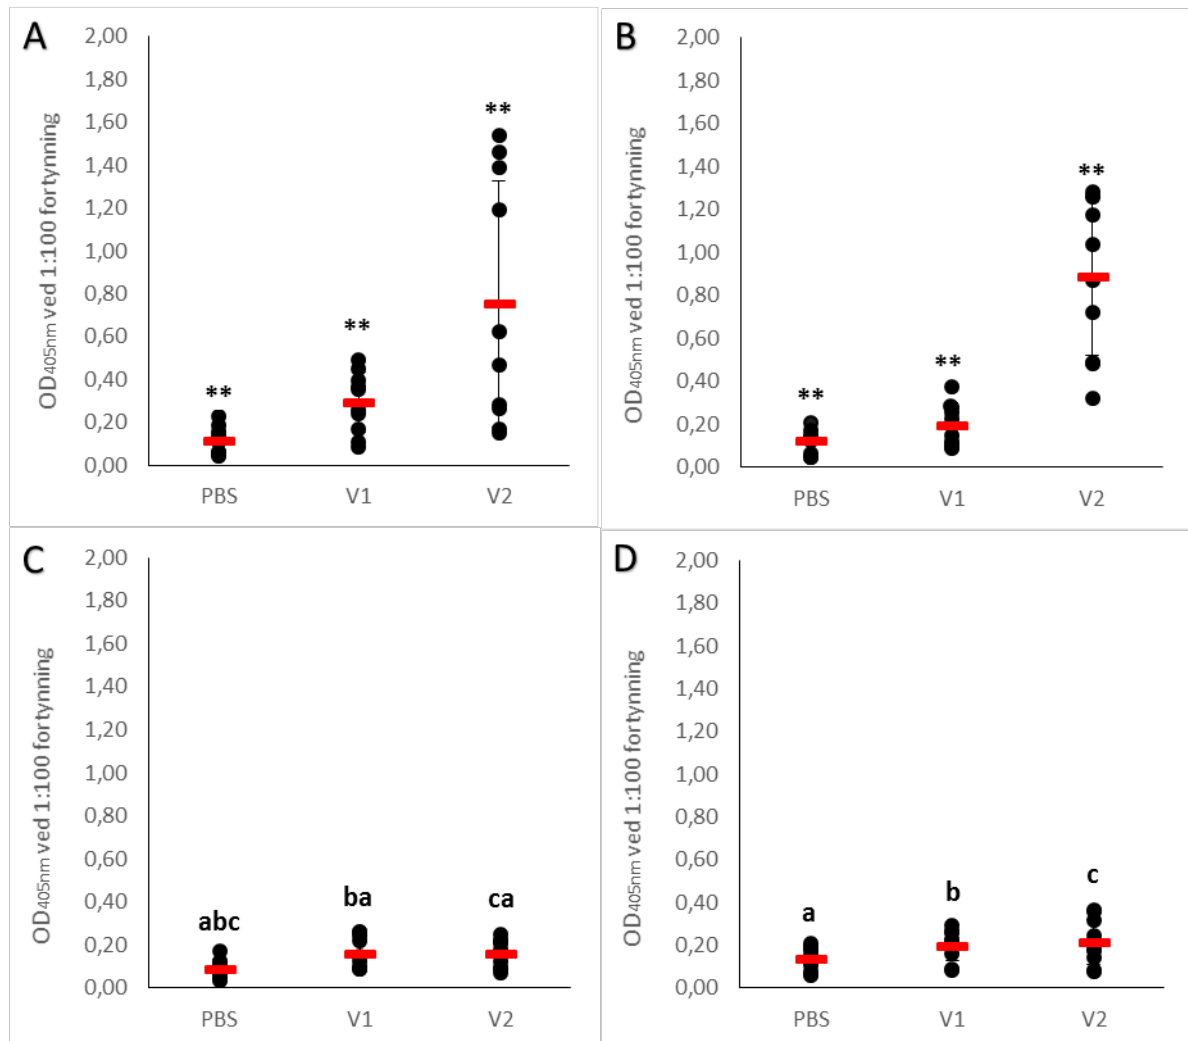 A
OD405nm ved 1:100 fortynning
2,00
1,80
1,60
1,40
1,20
1,00
0,80
0,60
0,40
0,20
0,00
**
**
**
PBS V1 V2
B
OD405nm ved 1:100 fortynning
2,00
1,80
1,60
1,40
1,20
1,00
0,80
0,60
0,40
0,20
0,00
**
**
**
PBS V1 V2
C
OD405nm ved 1:100 fortynning
2,00
1,80
1,60
1,40
1,20
1,00
0,80
0,60
0,40
0,20
0,00
abc
ba
ca
PBS V1 V2
D
OD405nm ved 1:100 fortynning
2,00
1,80
1,60
1,40
1,20
1,00
0,80
0,60
0,40
0,20
0,00
a
b
c
PBS V1 V2